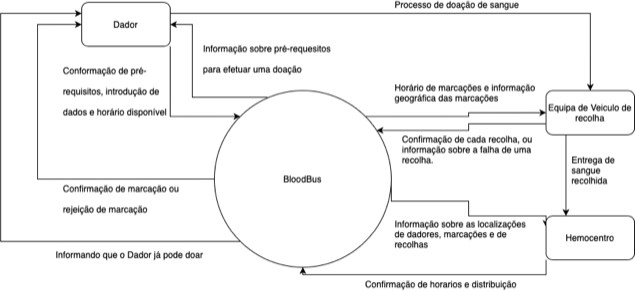 Processo de doação de sangue
Dador
Informação sobre pré-requesitos
para efetuar uma doação
Conformação de pré-
requisitos, introdução de
dados e horário disponível
Horário de marcações e informação
geográfica das marcações
Equipa de Veiculo de
recolha
Confirmação de cada recolha, ou
informação sobre a falha de uma
recolha.
Entrega de
sangue
recolhida
BloodBus
Confirmação de marcação ou
rejeição de marcação
Informação sobre as localizações
de dadores, marcações e de
recolhas
Hemocentro
Informando que o Dador já pode doar
Confirmação de horarios e distribuição